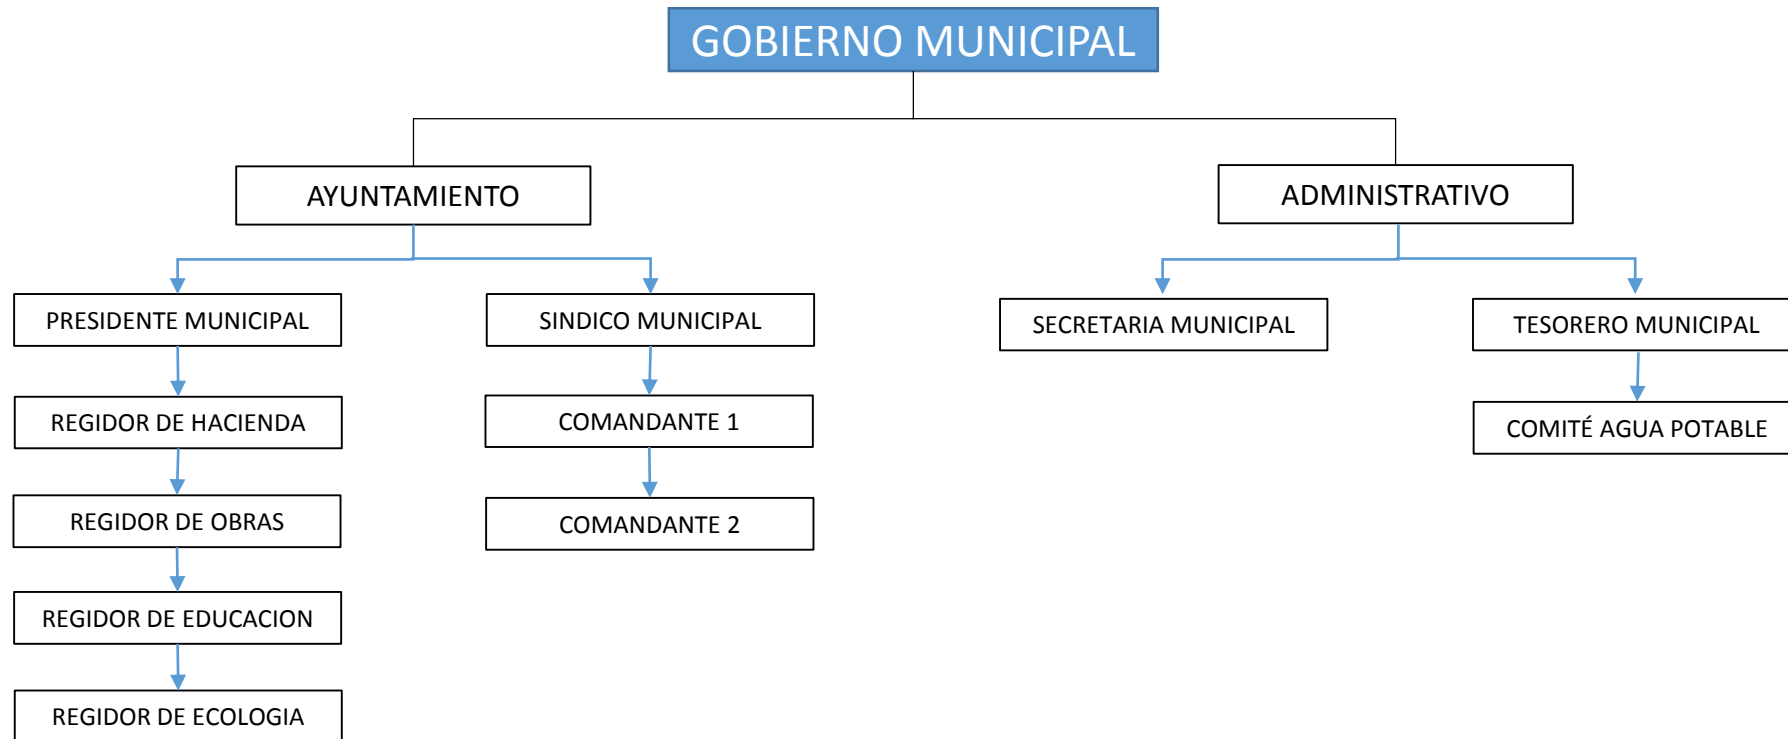 GOBIERNO MUNICIPAL
AYUNTAMIENTO
ADMINISTRATIVO
PRESIDENTE MUNICIPAL
SINDICO MUNICIPAL
SECRETARIA MUNICIPAL
TESORERO MUNICIPAL
REGIDOR DE HACIENDA
COMANDANTE 1
COMITÉ AGUA POTABLE
REGIDOR DE OBRAS
COMANDANTE 2
REGIDOR DE EDUCACION
REGIDOR DE ECOLOGIA